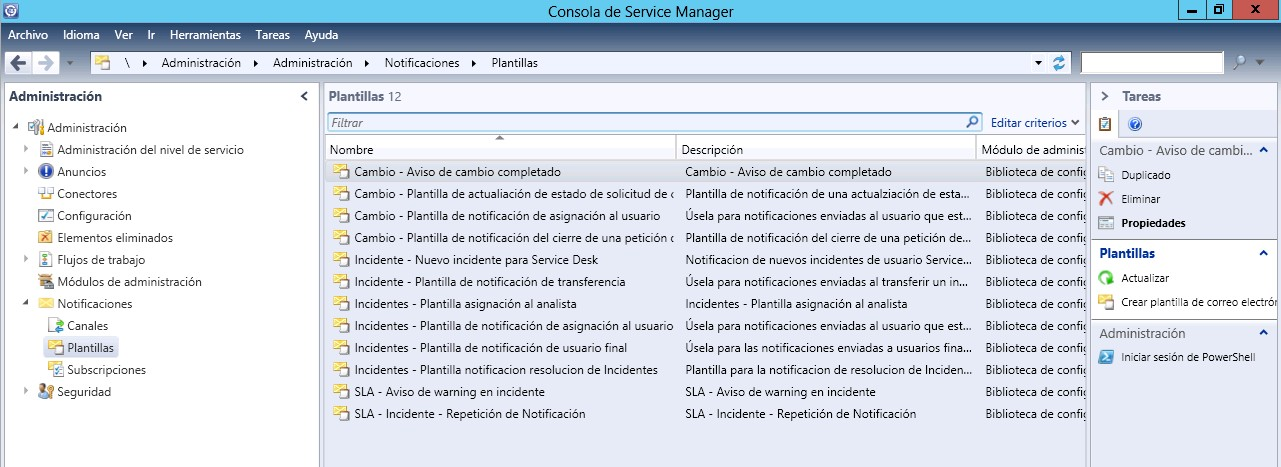 Consola de Service Manager
Archivo Idioma Ver Ir Herramientas Tareas Ayuda
\ Administración Administración Notificaciones Plantillas
Administración
Administración
Administración del nivel de servicio
Anuncios
Conectores
Configuración
Elementos eliminados
Flujos de trabajo
Módulos de administración
Notificaciones
Canales
Plantillas
Subscripciones
Seguridad
Plantillas 12
Filtrar
Editar criterios
Nombre Descripción Módulo de administ
Cambio - Aviso de cambio completado Cambio - Aviso de cambio completado Biblioteca de config
Cambio - Plantilla de actualiación de estado de solicitud de c Plantilla de notificación de una actualziación de esta... Biblioteca de config
Cambio - Plantilla de notificación de asignación al usuario Úsela para notificaciones enviadas al usuario que est... Biblioteca de config
Cambio - Plantilla de notificación del cierre de una petición d Plantilla de notificación del cierre de una petición de... Biblioteca de config
Incidente - Nuevo incidente para Service Desk Notificacion de nuevos incidentes de usuario Service... Biblioteca de config
Incidente - Plantilla de notificación de transferencia Úsela para notificaciones enviadas al transferir un in... Biblioteca de config
Incidentes - Plantilla asignación al analista Incidentes - Plantilla asignación al analista Biblioteca de config
Incidentes - Plantilla de notificación de asignación al usuario Úsela para notificaciones enviadas al usuario que est... Biblioteca de config
Incidentes - Plantilla de notificación de usuario final Úsela para las notificaciones enviadas a usuarios fina... Biblioteca de config
Incidentes - Plantilla notificacion resolucion de Incidentes Plantilla para la notificacion de resolucion de Inciden... Biblioteca de config
SLA - Aviso de warning en incidente SLA - Aviso de warning en incidente Biblioteca de config
SLA - Incidente - Repetición de Notificación SLA - Incidente - Repetición de Notificación Biblioteca de config
Tareas
Cambio - Aviso de cambi...
Duplicado
Eliminar
Propiedades
Plantillas
Actualizar
Crear plantilla de correo electrón
Administración
Iniciar sesión de PowerShell